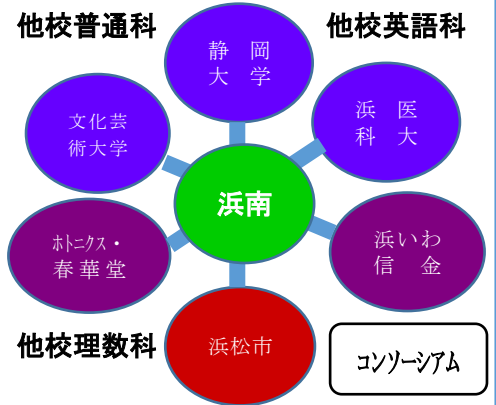 他校普通科
他校英語科
静 岡
大 学
文化芸
術大学
浜 医
科 大
浜南
ﾎﾄﾆｸｽ・
春華堂
浜いわ
信 金
浜松市
他校理数科
コンソーシアム